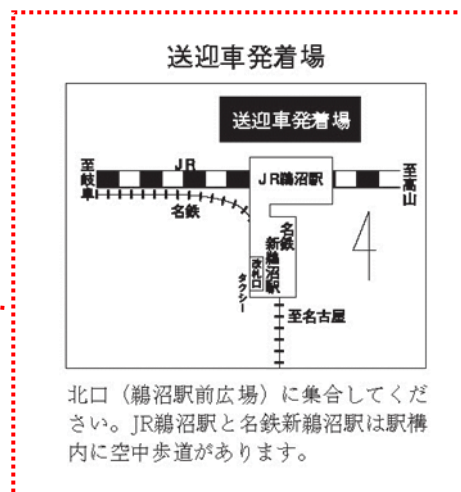 送迎車発着場
送迎車発着場
JR
至岐阜
JR鵜沼駅
至高山
名鉄
名鉄
新鵜沼駅
改札口
タクシー
至名古屋
北口（鵜沼駅前広場）に集合してくだ
さい。JR鵜沼駅と名鉄新鵜沼駅は駅構
内に空中歩道があります。